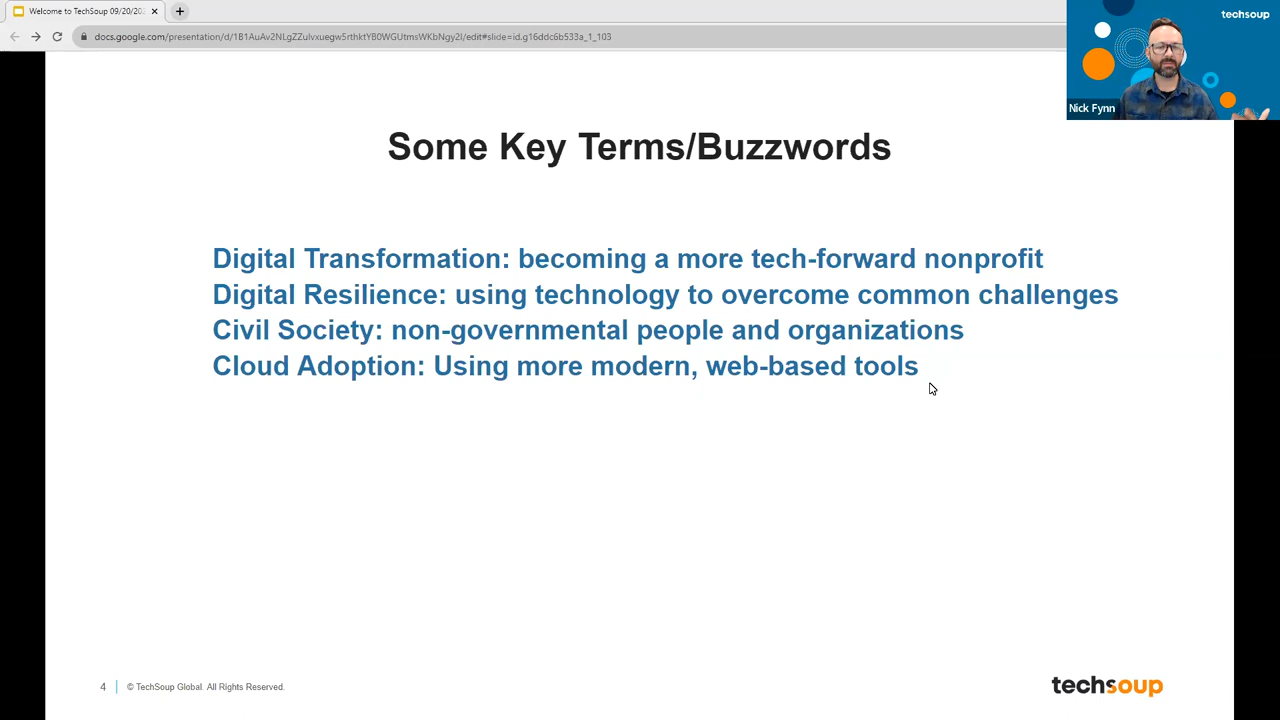 Welcome to TechSoup 09/20/20
docs.google.com/presentation/d/1B1AuAv2NLgZZulvxuegw5rthktYB0WGUtmsWKbNgy2I/edit#slide=id.g16ddc6b533a_1_103
techsoup
Nick Fynn
Some Key Terms/Buzzwords
Digital Transformation: becoming a more tech-forward nonprofit
Digital Resilience: using technology to overcome common challenges
Civil Society: non-governmental people and organizations
Cloud Adoption: Using more modern, web-based tools
4
© TechSoup Global. All Rights Reserved.
techsoup